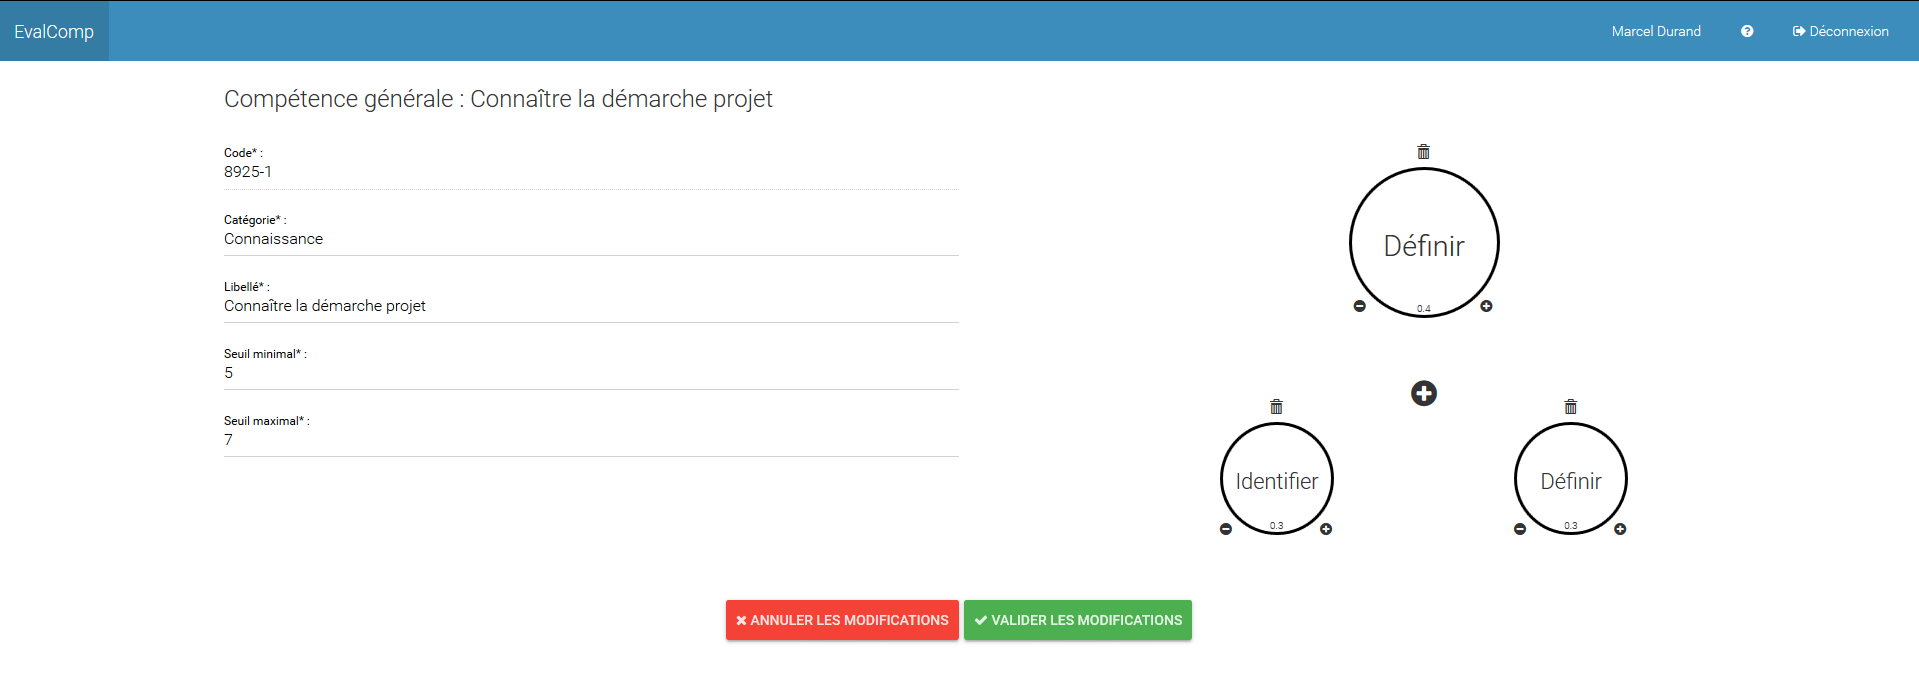 EvalComp
Marcel Durand
Déconnexion
Compétence générale : Connaître la démarche projet
Code* :
8925-1
Catégorie* :
Connaissance
Libellé* :
Connaître la démarche projet
Seuil minimal* :
5
Seuil maximal* :
7
Définir
0.4
Identifier
0.3
Définir
0.3
ANNULER LES MODIFICATIONS
VALIDER LES MODIFICATIONS